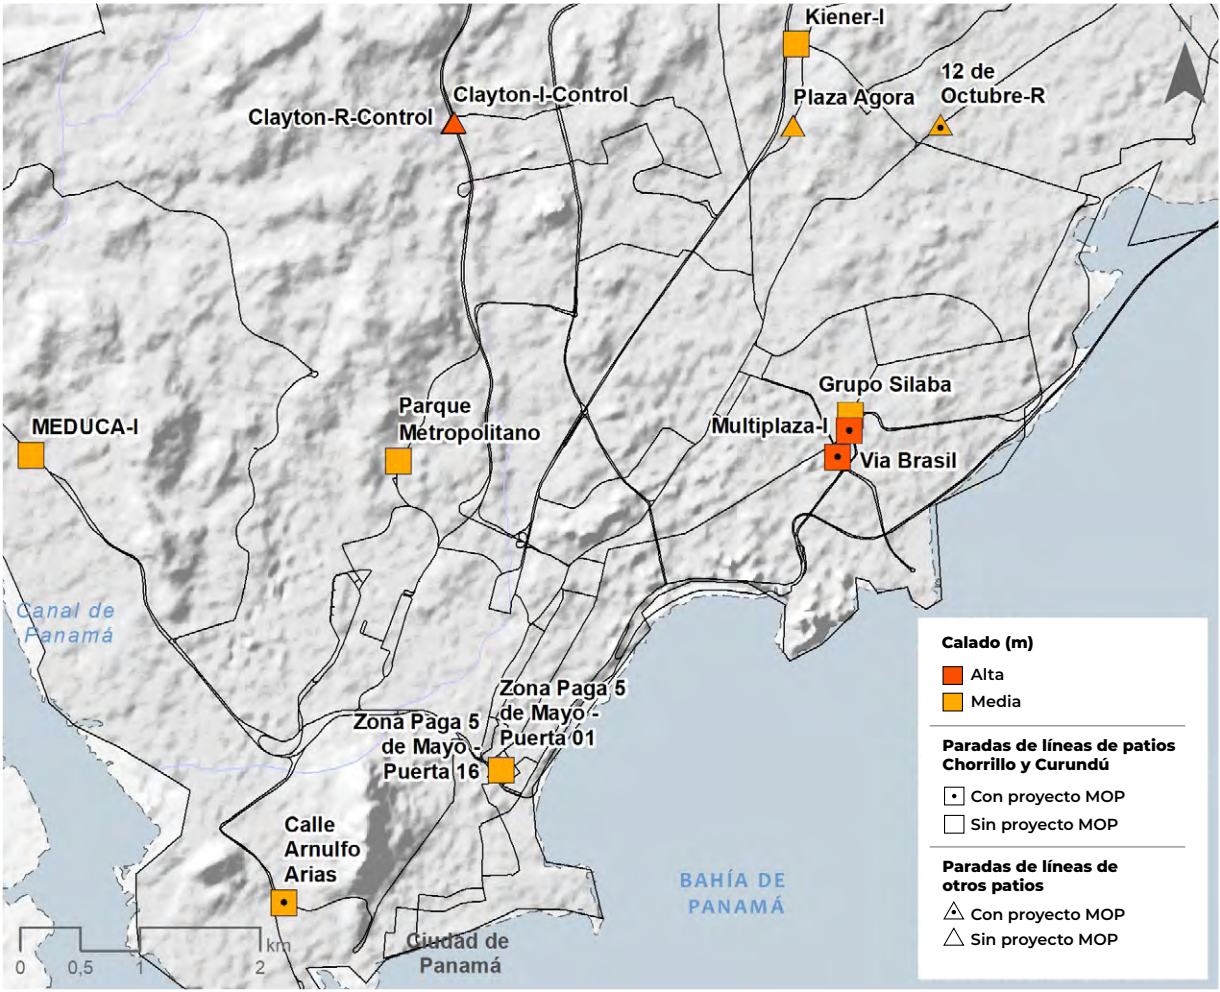 Kiener-I
N
12 de
Octubre-R
Clayton-I-Control
Plaza Agora
Clayton-R-Control
Grupo Silaba
Parque
Metropolitano
MEDUCA-I
Multiplaza-I
Via Brasil
Canal de
Panamá
Zona Paga 5
de Mayo -
Puerta 01
Zona Paga 5
de Mayo -
Puerta 16
Calle
Arnulfo
Arias
BAHÍA DE
PANAMÁ
Ciudad de
Panamá
km
0 0,5 1 2
Calado (m)
Alta
Media
Paradas de líneas de patios
Chorrillo y Curundú
Con proyecto MOP
Sin proyecto MOP
Paradas de líneas de
otros patios
Con proyecto MOP
Sin proyecto MOP